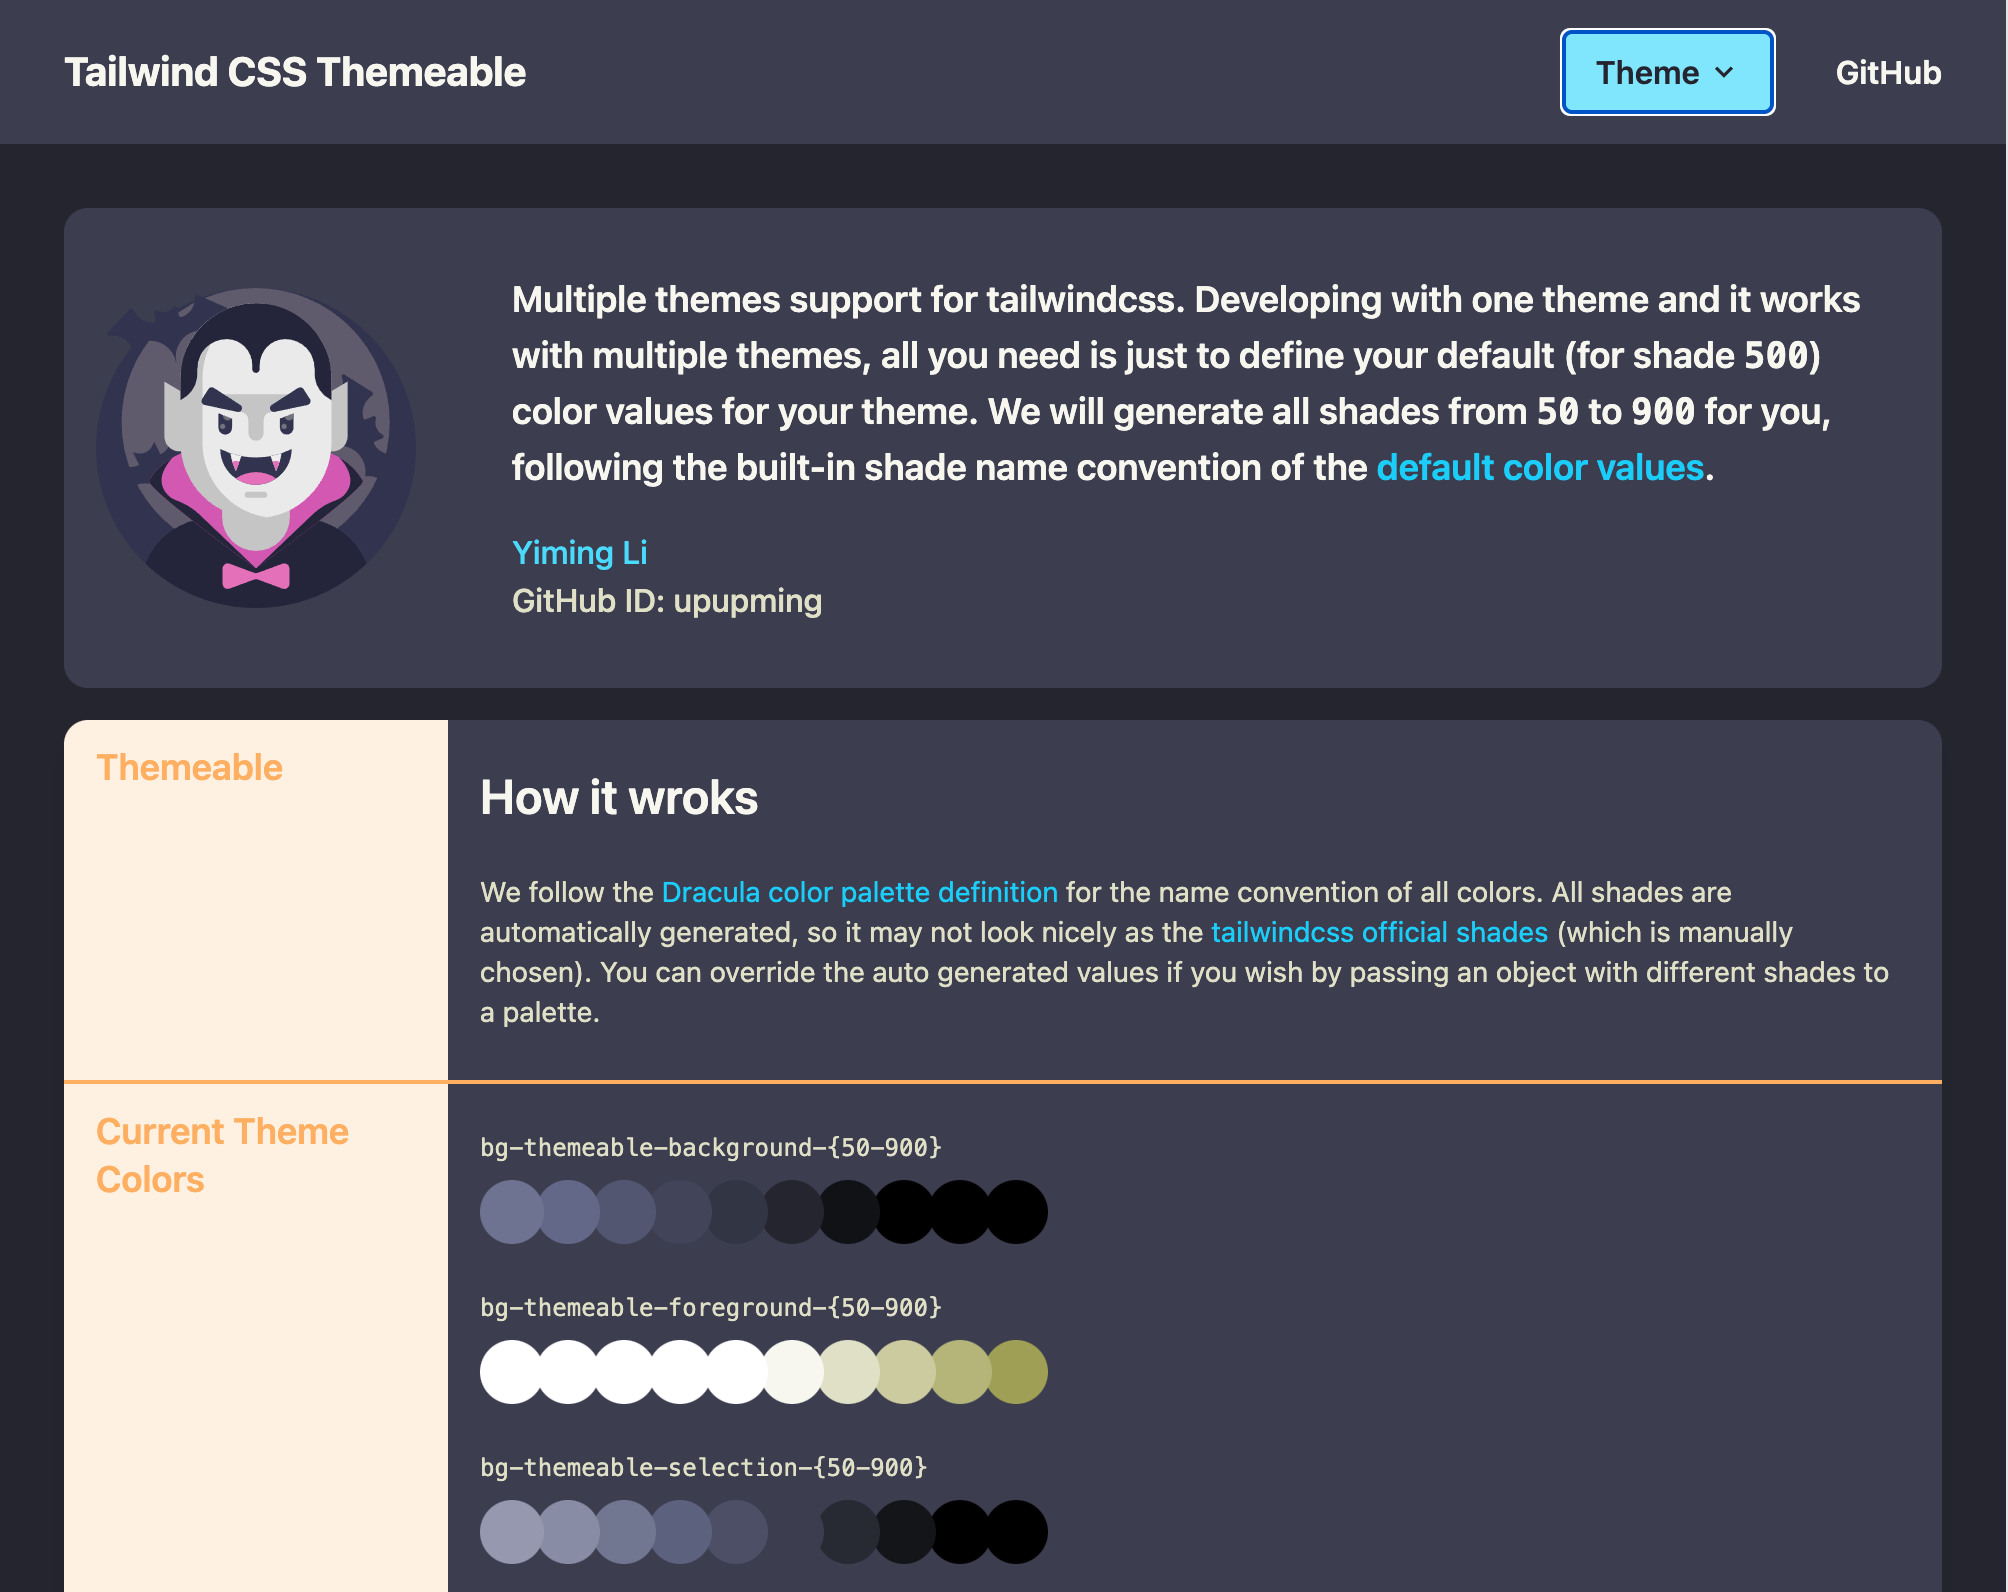 Tailwind CSS Themeable
Theme
GitHub
Multiple themes support for tailwindcss. Developing with one theme and it works
with multiple themes, all you need is just to define your default (for shade 500)
color values for your theme. We will generate all shades from 50 to 900 for you,
following the built-in shade name convention of the default color values.
Yiming Li
GitHub ID: upupming
Themeable
How it wroks
We follow the Dracula color palette definition for the name convention of all colors. All shades are
automatically generated, so it may not look nicely as the tailwindcss official shades (which is manually
chosen). You can override the auto generated values if you wish by passing an object with different shades to
a palette.
Current Theme
Colors
bg-themeable-background-{50-900}
bg-themeable-foreground-{50-900}
bg-themeable-selection-{50-900}